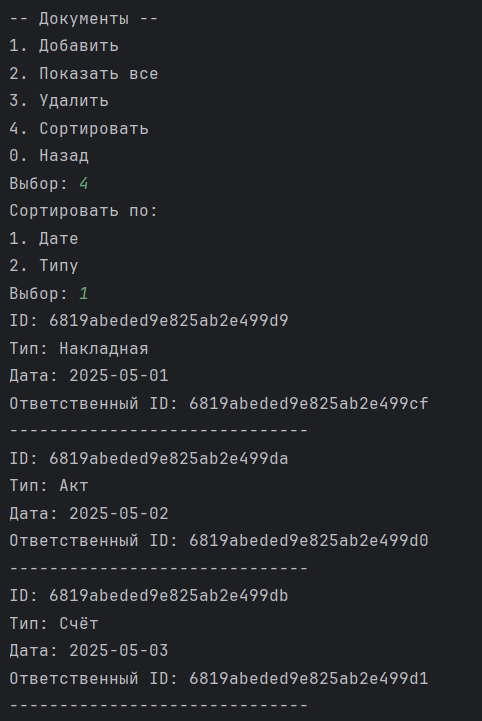 -- Документы --
1. Добавить
2. Показать все
3. Удалить
4. Сортировать
0. Назад
Выбор: 4
Сортировать по:
1. Дате
2. Типу
Выбор: 1
ID: 6819abeded9e825ab2e499d9
Тип: Накладная
Дата: 2025-05-01
Ответственный ID: 6819abeded9e825ab2e499cf
------------------------------
ID: 6819abeded9e825ab2e499da
Тип: Акт
Дата: 2025-05-02
Ответственный ID: 6819abeded9e825ab2e499d0
------------------------------
ID: 6819abeded9e825ab2e499db
Тип: Счёт
Дата: 2025-05-03
Ответственный ID: 6819abeded9e825ab2e499d1
------------------------------